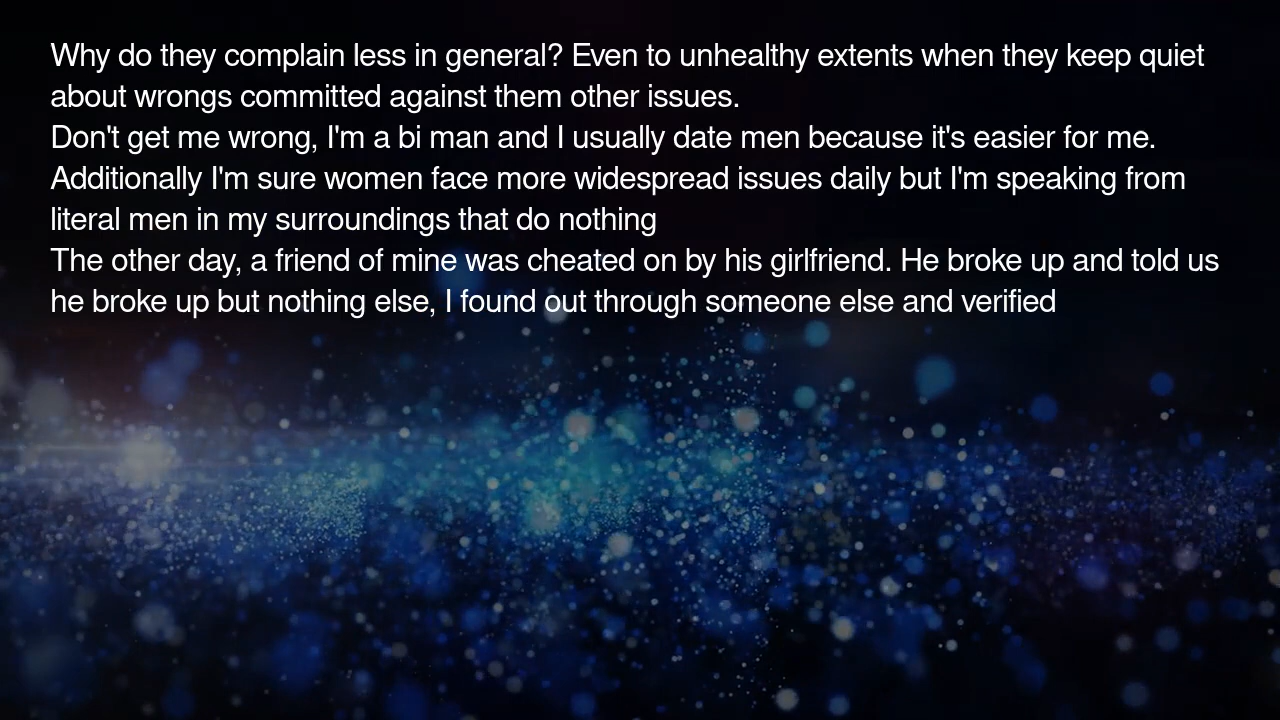 Why do they complain less in general? Even to unhealthy extents when they keep quiet
about wrongs committed against them other issues.
Don't get me wrong, I'm a bi man and I usually date men because it's easier for me.
Additionally I'm sure women face more widespread issues daily but I'm speaking from
literal men in my surroundings that do nothing
The other day, a friend of mine was cheated on by his girlfriend. He broke up and told us
he broke up but nothing else, I found out through someone else and verified